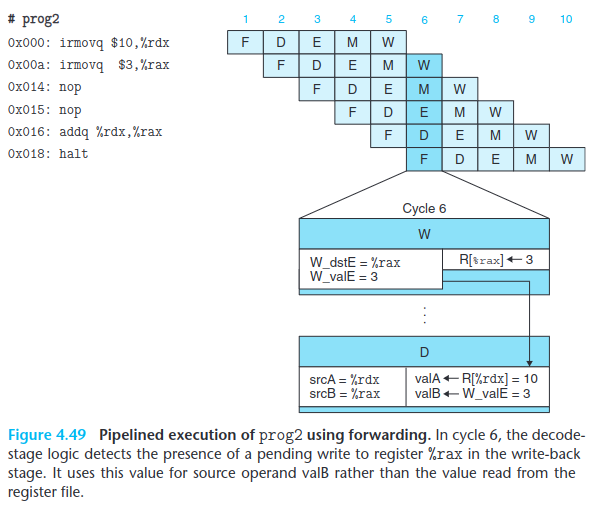 # prog2 1 2 3 4 5 6 7 8 9 10
0x000: irmovq $10,%rdx F D E M W
0x00a: irmovq $3,%rax F D E M W
0x014: nop F D E M W
0x015: nop F D E M W
0x016: addq %rdx,%rax F D E M W
0x018: halt F D E M W
Cycle 6
W
W_dstE = %rax R[%rax] ← 3
W_valE = 3
.
.
.
D
srcA = %rdx valA ← R[%rdx] = 10
srcB = %rax valB ← W_valE = 3
Figure 4.49 Pipelined execution of prog2 using forwarding. In cycle 6, the decode-
stage logic detects the presence of a pending write to register %rax in the write-back
stage. It uses this value for source operand valB rather than the value read from the
register file.